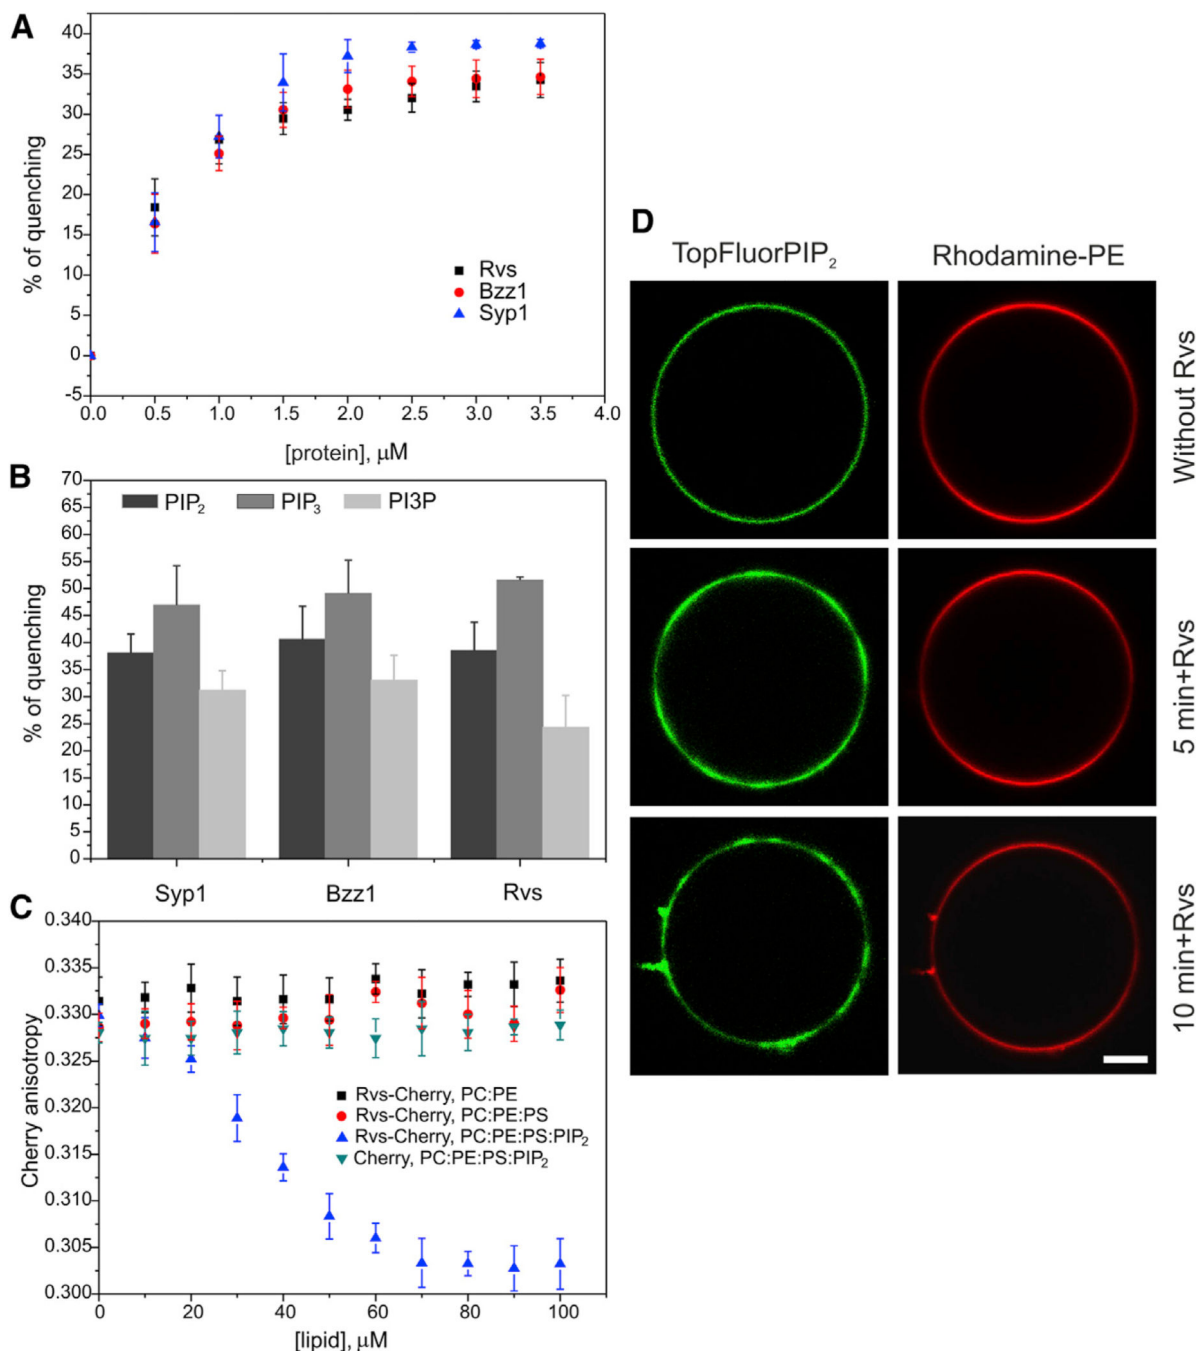 A
40
35
30
25
20
15
10
5
0
-5
% of quenching
Rvs
Bzz1
Syp1
0.0 0.5 1.0 1.5 2.0 2.5 3.0 3.5 4.0
[protein], μM
B
70
65
60
55
50
45
40
35
30
25
20
15
10
5
0
% of quenching
PIP₂ PIP₃ PI3P
Syp1 Bzz1 Rvs
C
0.340
0.335
0.330
0.325
0.320
0.315
0.310
0.305
0.300
Cherry anisotropy
Rvs-Cherry, PC:PE
Rvs-Cherry, PC:PE:PS
Rvs-Cherry, PC:PE:PS:PIP₂
Cherry, PC:PE:PS:PIP₂
0 20 40 60 80 100
[lipid], μM
D
TopFluorPIP₂ Rhodamine-PE
Without Rvs
5 min+Rvs
10 min+Rvs